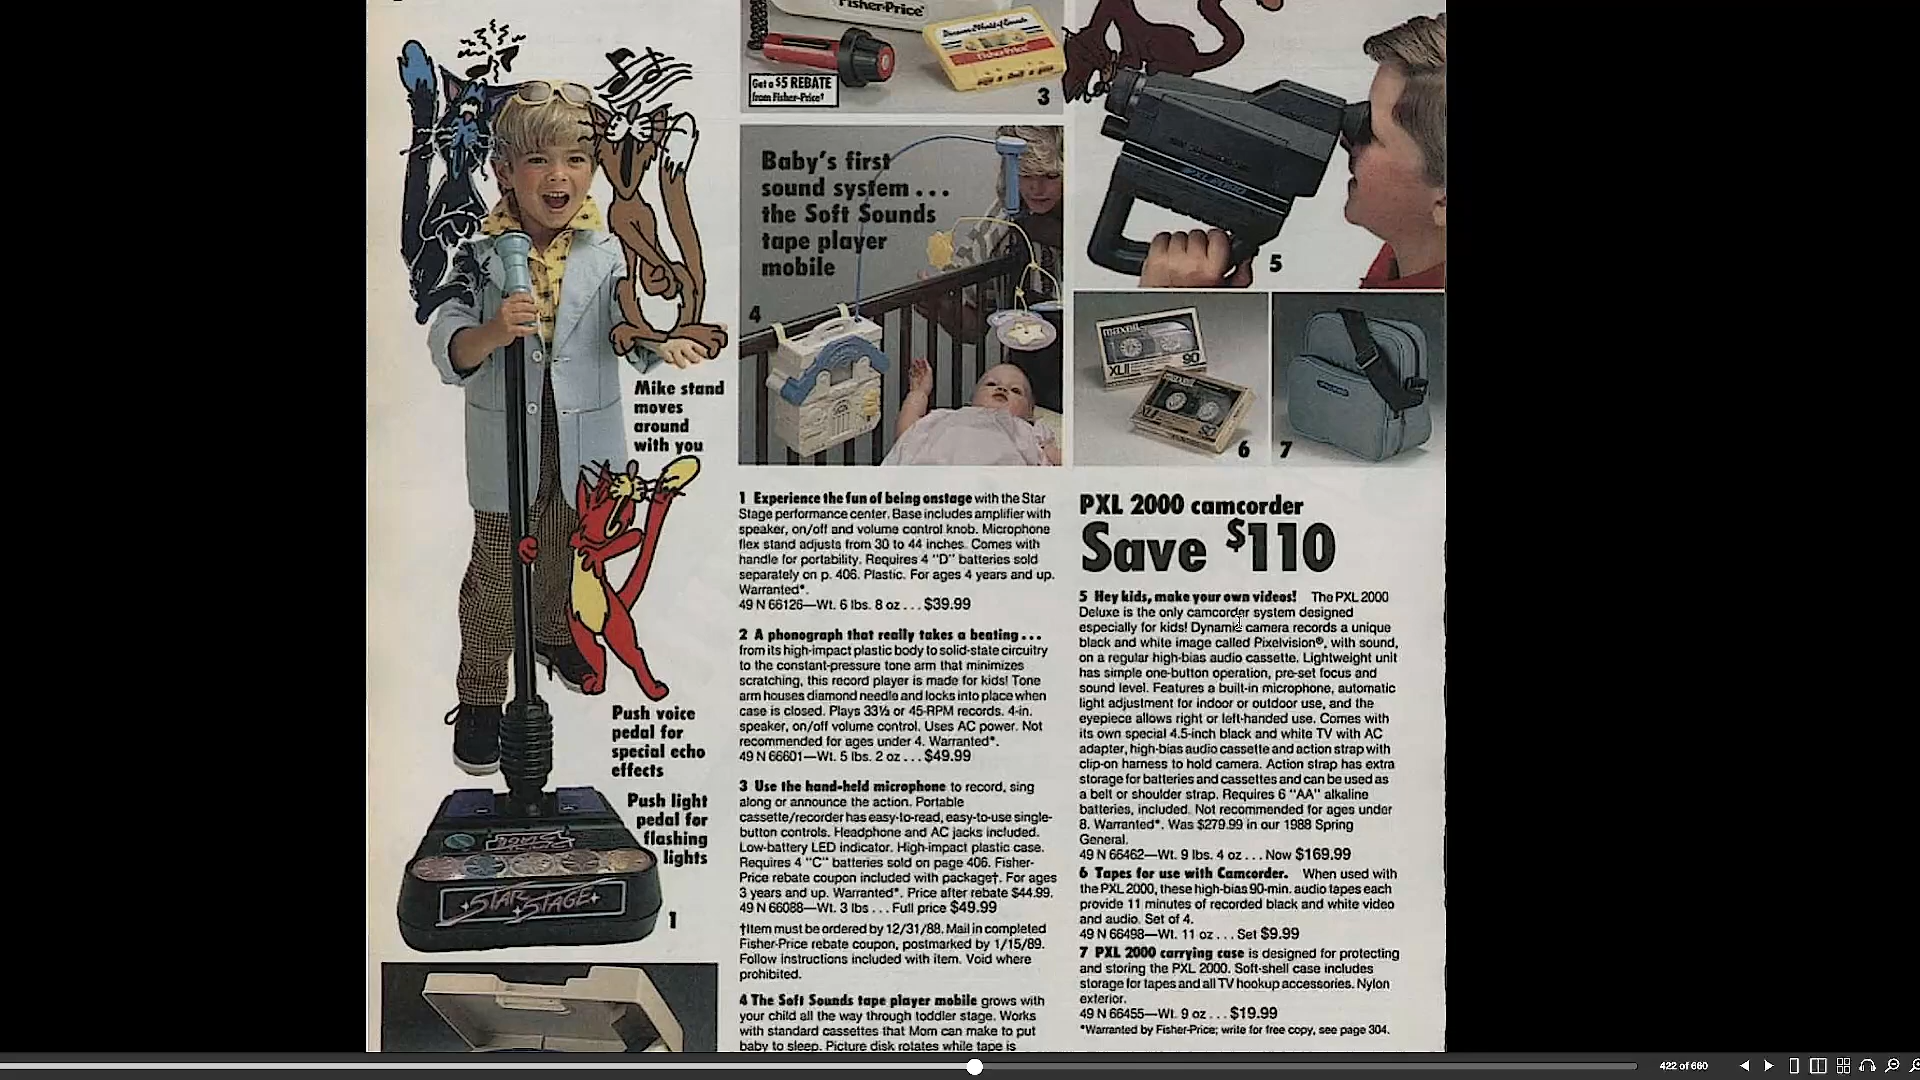 Fisher-Price
Fisher-Price
Get a $5 REBATE
from Fisher-Price†
3
Baby's first
sound system . . .
the Soft Sounds
tape player
mobile
4
PXL 2000
5
maxell
XLII 90
maxell
XLII 90
6
7
Mike stand
moves
around
with you
Push voice
pedal for
special echo
effects
Push light
pedal for
flashing
lights
STAR STAGE
1
1 Experience the fun of being onstage with the Star
Stage performance center. Base includes amplifier with
speaker, on/off and volume control knob. Microphone
flex stand adjusts from 30 to 44 inches. Comes with
handle for portability. Requires 4 "D" batteries sold
separately on p. 406. Plastic. For ages 4 years and up.
Warranted*.
49 N 66126—Wt. 6 lbs. 8 oz . . . $39.99
2 A phonograph that really takes a beating . . .
from its high-impact plastic body to solid-state circuitry
to the constant-pressure tone arm that minimizes
scratching, this record player is made for kids! Tone
arm houses diamond needle and locks into place when
case is closed. Plays 33⅓ or 45-RPM records. 4-in.
speaker, on/off volume control. Uses AC power. Not
recommended for ages under 4. Warranted*.
49 N 66601—Wt. 5 lbs. 2 oz . . . $49.99
3 Use the hand-held microphone to record, sing
along or announce the action. Portable
cassette/recorder has easy-to-read, easy-to-use single-
button controls. Headphone and AC jacks included.
Low-battery LED indicator. High-impact plastic case.
Requires 4 "C" batteries sold on page 406. Fisher-
Price rebate coupon included with package†. For ages
3 years and up. Warranted*. Price after rebate $44.99.
49 N 66088—Wt. 3 lbs . . . Full price $49.99
†Item must be ordered by 12/31/88. Mail in completed
Fisher-Price rebate coupon, postmarked by 1/15/89.
Follow instructions included with item. Void where
prohibited.
4 The Soft Sounds tape player mobile grows with
your child all the way through toddler stage. Works
with standard cassettes that Mom can make to put
baby to sleep. Picture disk rotates while tape is
PXL 2000 camcorder
Save $110
5 Hey kids, make your own videos! The PXL 2000
Deluxe is the only camcorder system designed
especially for kids! Dynamic camera records a unique
black and white image called Pixelvision®, with sound,
on a regular high-bias audio cassette. Lightweight unit
has simple one-button operation, pre-set focus and
sound level. Features a built-in microphone, automatic
light adjustment for indoor or outdoor use, and the
eyepiece allows right or left-handed use. Comes with
its own special 4.5-inch black and white TV with AC
adapter, high-bias audio cassette and action strap with
clip-on harness to hold camera. Action strap has extra
storage for batteries and cassettes and can be used as
a belt or shoulder strap. Requires 6 "AA" alkaline
batteries, included. Not recommended for ages under
8. Warranted*. Was $279.99 in our 1988 Spring
General.
49 N 66462—Wt. 9 lbs. 4 oz . . . Now $169.99
6 Tapes for use with Camcorder. When used with
the PXL 2000, these high-bias 90-min. audio tapes each
provide 11 minutes of recorded black and white video
and audio. Set of 4.
49 N 66498—Wt. 11 oz . . . Set $9.99
7 PXL 2000 carrying case is designed for protecting
and storing the PXL 2000. Soft-shell case includes
storage for tapes and all TV hookup accessories. Nylon
exterior.
49 N 66455—Wt. 9 oz . . . $19.99
*Warranted by Fisher-Price; write for free copy, see page 304.
422 of 660